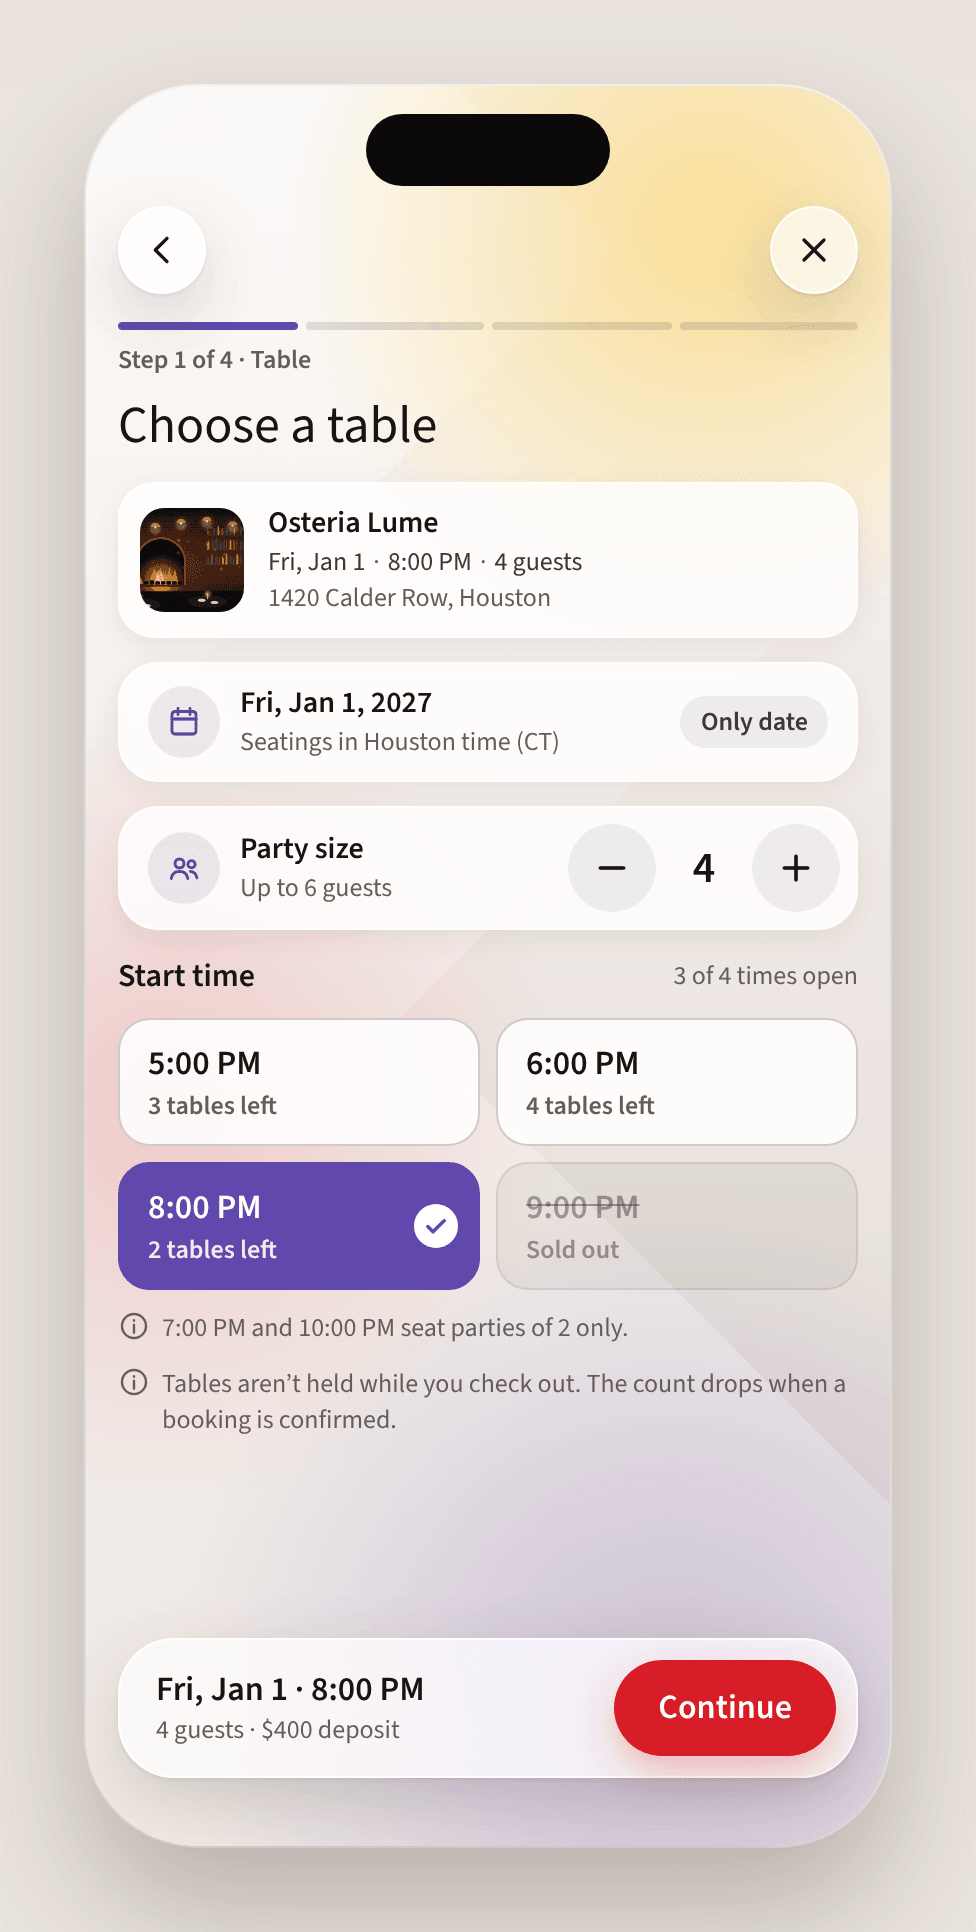 Step 1 of 4 · Table
Choose a table
Osteria Lume
Fri, Jan 1 · 8:00 PM · 4 guests
1420 Calder Row, Houston
Fri, Jan 1, 2027
Seatings in Houston time (CT)
Only date
Party size
Up to 6 guests
4
Start time
3 of 4 times open
5:00 PM
3 tables left
6:00 PM
4 tables left
8:00 PM
2 tables left
9:00 PM
Sold out
7:00 PM and 10:00 PM seat parties of 2 only.
Tables aren’t held while you check out. The count drops when a
booking is confirmed.
Fri, Jan 1 · 8:00 PM
4 guests · $400 deposit
Continue